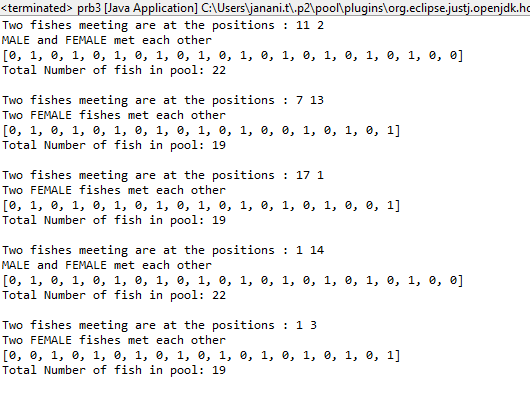 <terminated> prb3 [Java Application] C:\Users\janani.t\.p2\pool\plugins\org.eclipse.justj.openjdk.ho
Two fishes meeting are at the positions : 11 2
MALE and FEMALE met each other
[0, 1, 0, 1, 0, 1, 0, 1, 0, 1, 0, 1, 0, 1, 0, 1, 0, 1, 0, 1, 0, 0]
Total Number of fish in pool: 22
Two fishes meeting are at the positions : 7 13
Two FEMALE fishes met each other
[0, 1, 0, 1, 0, 1, 0, 1, 0, 1, 0, 1, 0, 0, 1, 0, 1, 0, 1]
Total Number of fish in pool: 19
Two fishes meeting are at the positions : 17 1
Two FEMALE fishes met each other
[0, 1, 0, 1, 0, 1, 0, 1, 0, 1, 0, 1, 0, 1, 0, 1, 0, 0, 1]
Total Number of fish in pool: 19
Two fishes meeting are at the positions : 1 14
MALE and FEMALE met each other
[0, 1, 0, 1, 0, 1, 0, 1, 0, 1, 0, 1, 0, 1, 0, 1, 0, 1, 0, 1, 0, 0]
Total Number of fish in pool: 22
Two fishes meeting are at the positions : 1 3
Two FEMALE fishes met each other
[0, 0, 1, 0, 1, 0, 1, 0, 1, 0, 1, 0, 1, 0, 1, 0, 1, 0, 1]
Total Number of fish in pool: 19